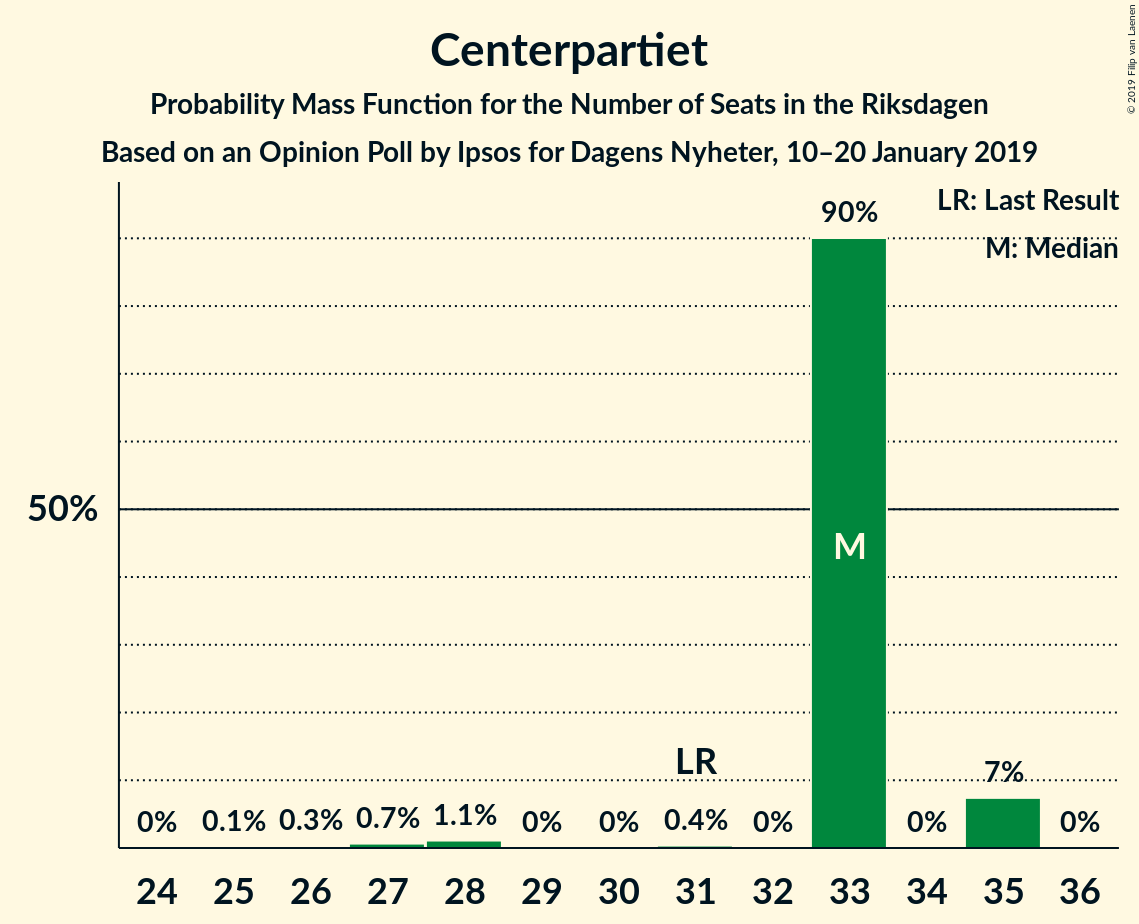 Centerpartiet
Probability Mass Function for the Number of Seats in the Riksdagen
Based on an Opinion Poll by Ipsos for Dagens Nyheter, 10–20 January 2019
© 2019 Filip van Laenen
LR: Last Result
M: Median
90%
50%
M
LR
7%
0% 0.1% 0.3% 0.7% 1.1% 0% 0% 0.4% 0% 0% 0%
24 25 26 27 28 29 30 31 32 33 34 35 36